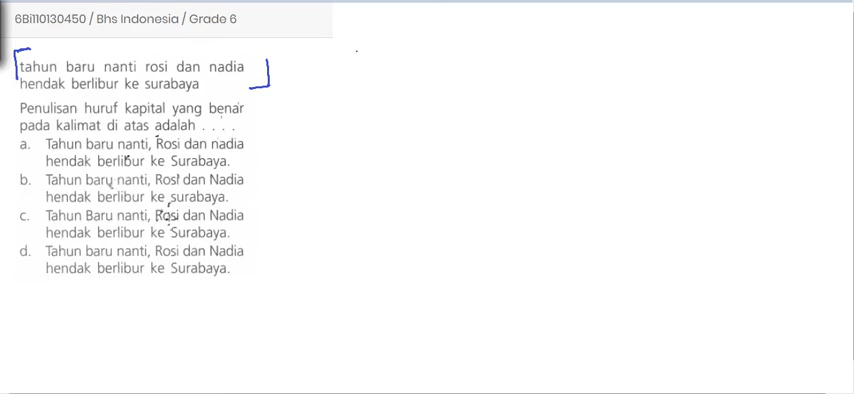 6Bi110130450 / Bhs Indonesia / Grade 6
tahun baru nanti rosi dan nadia
hendak berlibur ke surabaya
Penulisan huruf kapital yang benar
pada kalimat di atas adalah . . . .
a. Tahun baru nanti, Rosi dan nadia
hendak berlibur ke Surabaya.
b. Tahun baru nanti, Rosi dan Nadia
hendak berlibur ke surabaya.
c. Tahun Baru nanti, Rosi dan Nadia
hendak berlibur ke Surabaya.
d. Tahun baru nanti, Rosi dan Nadia
hendak berlibur ke Surabaya.